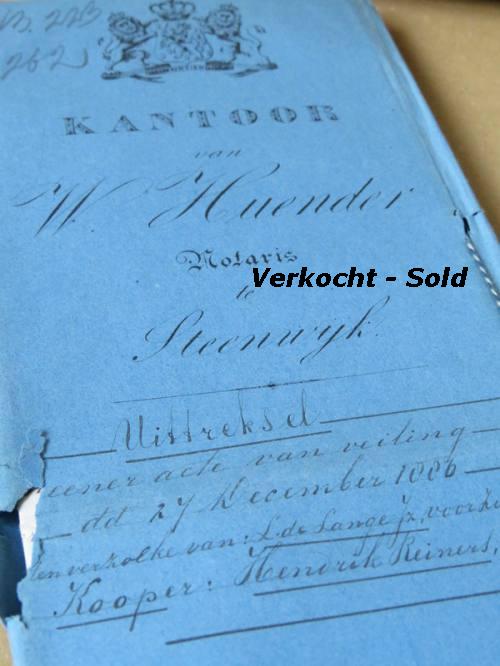 B. 223
262
KANTOOR
van
W. Huender
Notaris
Verkocht - Sold
te
Steenwyk.
Uittreksel
eener acte van veiling
dd 27 December 1886
ten verzoeke van: L. de Lange Jz,
Kooper: Hendrik Reiners,